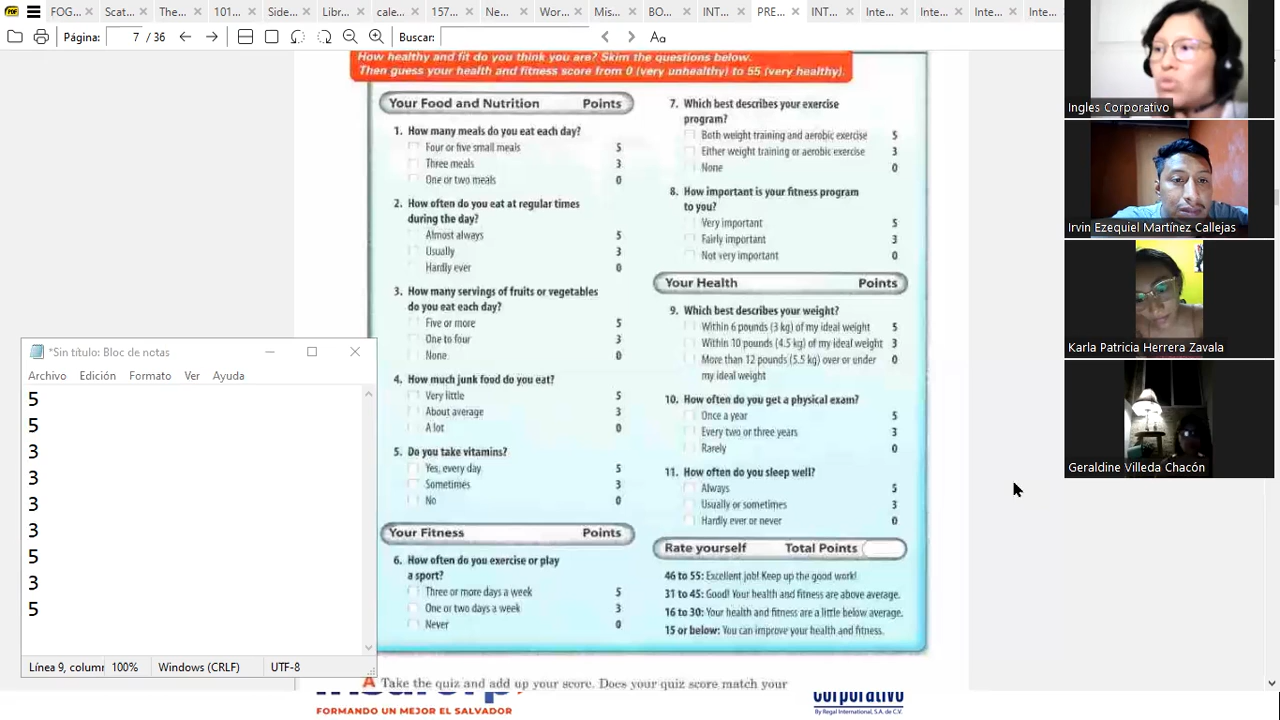 FOG
Scat
The
101
Side
Libr
cale
157
Ne
Wor
Mis
BO
INT
PRE
INT
Inte
Inte
Inte
Inte
Página:
7 / 36
Buscar:
Aa
How healthy and fit do you think you are? Skim the questions below.
Then guess your health and fitness score from 0 (very unhealthy) to 55 (very healthy).
Your Food and Nutrition Points
1. How many meals do you eat each day?
Four or five small meals 5
Three meals 3
One or two meals 0
2. How often do you eat at regular times
during the day?
Almost always 5
Usually 3
Hardly ever 0
3. How many servings of fruits or vegetables
do you eat each day?
Five or more 5
One to four 3
None 0
4. How much junk food do you eat?
Very little 5
About average 3
A lot 0
5. Do you take vitamins?
Yes, every day 5
Sometimes 3
No 0
Your Fitness Points
6. How often do you exercise or play
a sport?
Three or more days a week 5
One or two days a week 3
Never 0
7. Which best describes your exercise
program?
Both weight training and aerobic exercise 5
Either weight training or aerobic exercise 3
None 0
8. How important is your fitness program
to you?
Very important 5
Fairly important 3
Not very important 0
Your Health Points
9. Which best describes your weight?
Within 6 pounds (3 kg) of my ideal weight 5
Within 10 pounds (4.5 kg) of my ideal weight 3
More than 12 pounds (5.5 kg) over or under 0
my ideal weight
10. How often do you get a physical exam?
Once a year 5
Every two or three years 3
Rarely 0
11. How often do you sleep well?
Always 5
Usually or sometimes 3
Hardly ever or never 0
Rate yourself Total Points
46 to 55: Excellent job! Keep up the good work!
31 to 45: Good! Your health and fitness are above average.
16 to 30: Your health and fitness are a little below average.
15 or below: You can improve your health and fitness.
A Take the quiz and add up your score. Does your quiz score match your
FORMANDO UN MEJOR EL SALVADOR
corporativo
By Regal International, S.A. de C.V.
*Sin título: Bloc de notas
Archivo Edición Formato Ver Ayuda
5
5
3
3
3
3
5
3
5
Línea 9, column 100% Windows (CRLF) UTF-8
Ingles Corporativo
Irvin Ezequiel Martínez Callejas
Karla Patricia Herrera Zavala
Geraldine Villeda Chacón